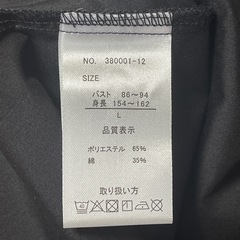 NO. 380001-12
SIZE
バスト 86～94
身長 154～162
L
品質表示
ポリエステル 65%
綿 35%
取り扱い方